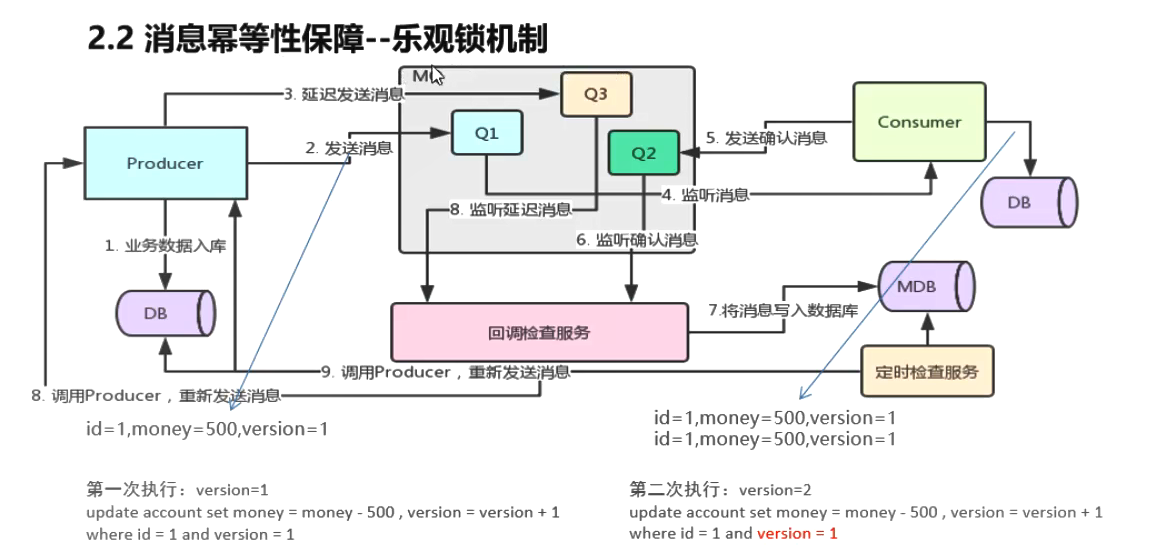 2.2 消息幂等性保障--乐观锁机制
3. 延迟发送消息
Q3
Q1
Q2
Producer
2. 发送消息
5. 发送确认消息
Consumer
4. 监听消息
DB
8. 监听延迟消息
6. 监听确认消息
1. 业务数据入库
DB
回调检查服务
7.将消息写入数据库
MDB
9. 调用Producer，重新发送消息
定时检查服务
8. 调用Producer，重新发送消息
id=1,money=500,version=1
id=1,money=500,version=1
id=1,money=500,version=1
第一次执行：version=1
update account set money = money - 500 , version = version + 1
where id = 1 and version = 1
第二次执行：version=2
update account set money = money - 500 , version = version + 1
where id = 1 and version = 1